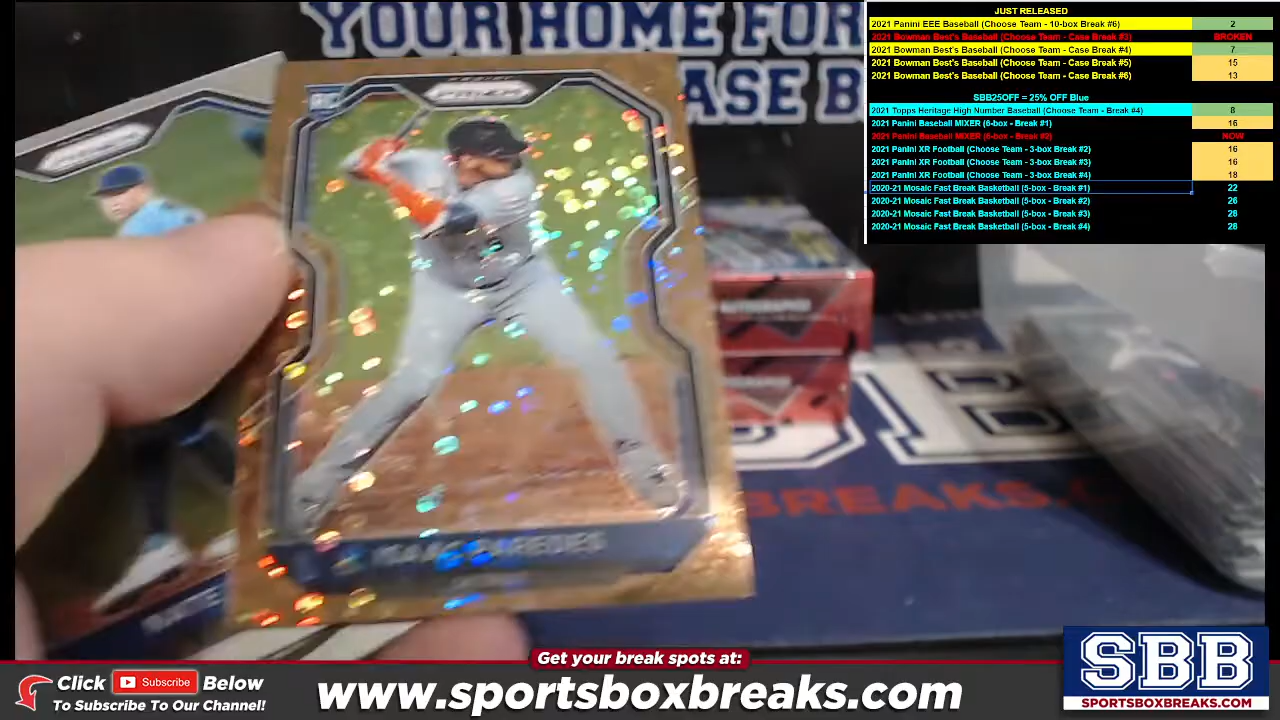 YOUR HOME FOR
CASE B
JUST RELEASED
2021 Panini EEE Baseball (Choose Team - 10-box Break #6) 2
2021 Bowman Best's Baseball (Choose Team - Case Break #3) BROKEN
2021 Bowman Best's Baseball (Choose Team - Case Break #4) 7
2021 Bowman Best's Baseball (Choose Team - Case Break #5) 15
2021 Bowman Best's Baseball (Choose Team - Case Break #6) 13
SBB25OFF = 25% OFF Blue
2021 Topps Heritage High Number Baseball (Choose Team - Break #4) 8
2021 Panini Baseball MIXER (6-box - Break #1) 16
2021 Panini Baseball MIXER (6-box - Break #2) NOW
2021 Panini XR Football (Choose Team - 3-box Break #2) 16
2021 Panini XR Football (Choose Team - 3-box Break #3) 16
2021 Panini XR Football (Choose Team - 3-box Break #4) 18
2020-21 Mosaic Fast Break Basketball (5-box - Break #1) 22
2020-21 Mosaic Fast Break Basketball (5-box - Break #2) 26
2020-21 Mosaic Fast Break Basketball (5-box - Break #3) 28
2020-21 Mosaic Fast Break Basketball (5-box - Break #4) 28
RC
PRIZM
ISAAC PAREDES
BREAKS.C
Get your break spots at:
Click Subscribe Below
To Subscribe To Our Channel!
www.sportsboxbreaks.com
SBB
SPORTSBOXBREAKS.COM